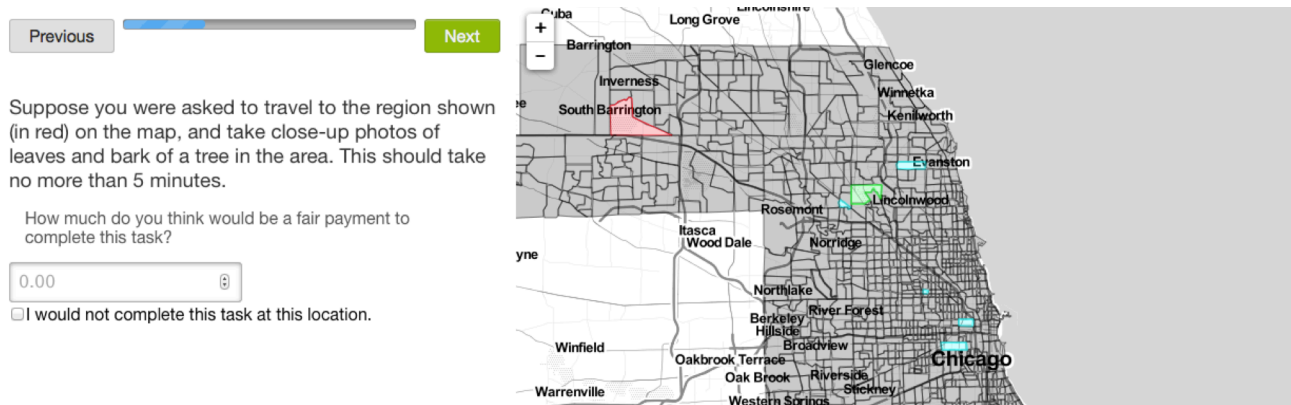 Previous
Next
Suppose you were asked to travel to the region shown
(in red) on the map, and take close-up photos of
leaves and bark of a tree in the area. This should take
no more than 5 minutes.
How much do you think would be a fair payment to
complete this task?
0.00
I would not complete this task at this location.
+
−
Long Grove
Barrington
Glencoe
Inverness
Winnetka
South Barrington
Kenilworth
Evanston
Lincolnwood
Rosemont
Itasca
Wood Dale
Norridge
yne
Northlake
River Forest
Berkeley
Hillside
Winfield
Broadview
Chicago
Oakbrook Terrace
Oak Brook
Riverside
Stickney
Warrenville
Western Springs